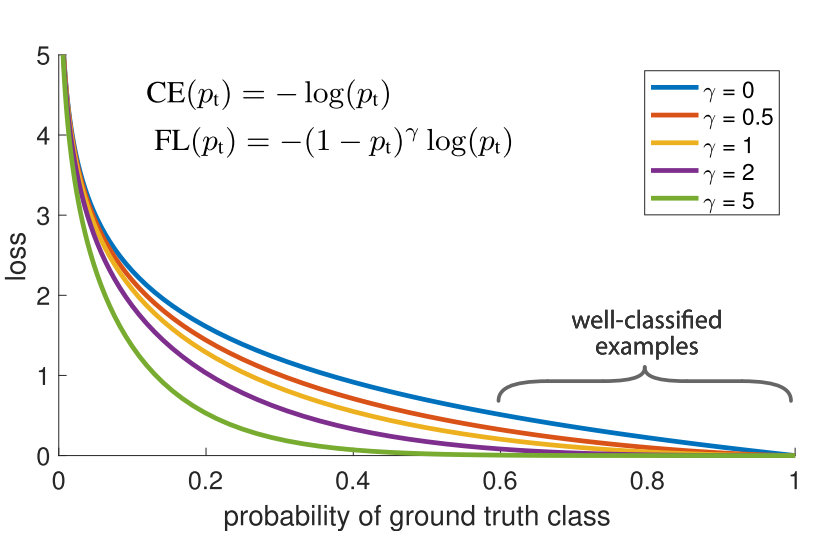 5
4
3
2
1
0
loss
CE(pₜ) = − log(pₜ)
FL(pₜ) = −(1 − pₜ)^γ log(pₜ)
γ = 0
γ = 0.5
γ = 1
γ = 2
γ = 5
well-classified
examples
0 0.2 0.4 0.6 0.8 1
probability of ground truth class